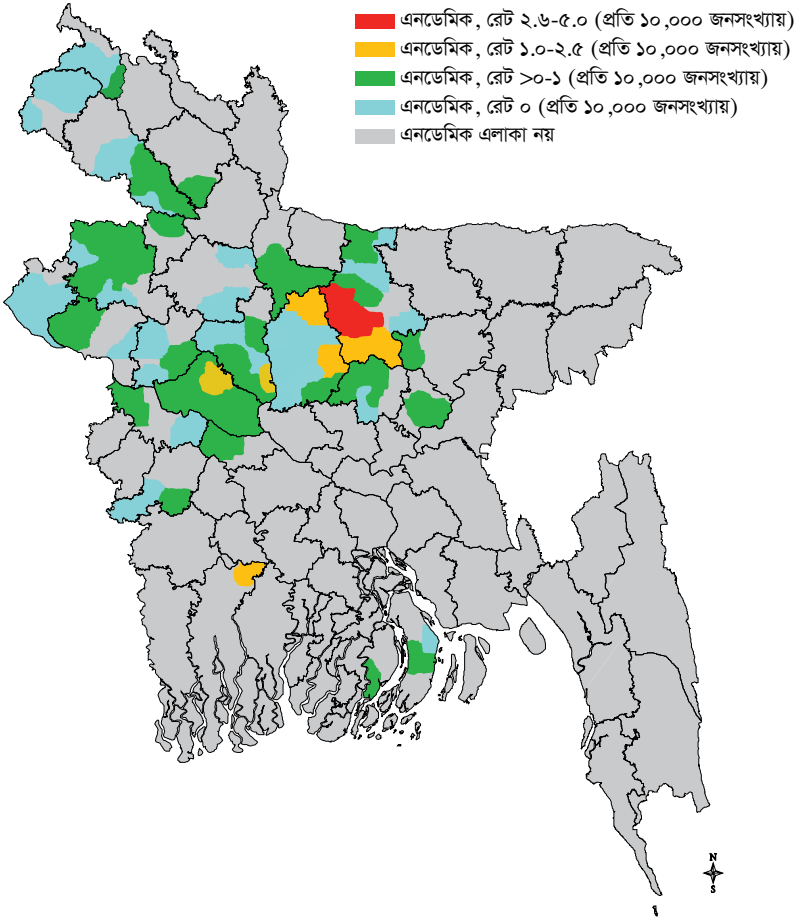 এনডেমিক, রেট ২.৬-৫.০ (প্রতি ১০,০০০ জনসংখ্যায়)
এনডেমিক, রেট ১.০-২.৫ (প্রতি ১০,০০০ জনসংখ্যায়)
এনডেমিক, রেট >০-১ (প্রতি ১০,০০০ জনসংখ্যায়)
এনডেমিক, রেট ০ (প্রতি ১০,০০০ জনসংখ্যায়)
এনডেমিক এলাকা নয়
N
S